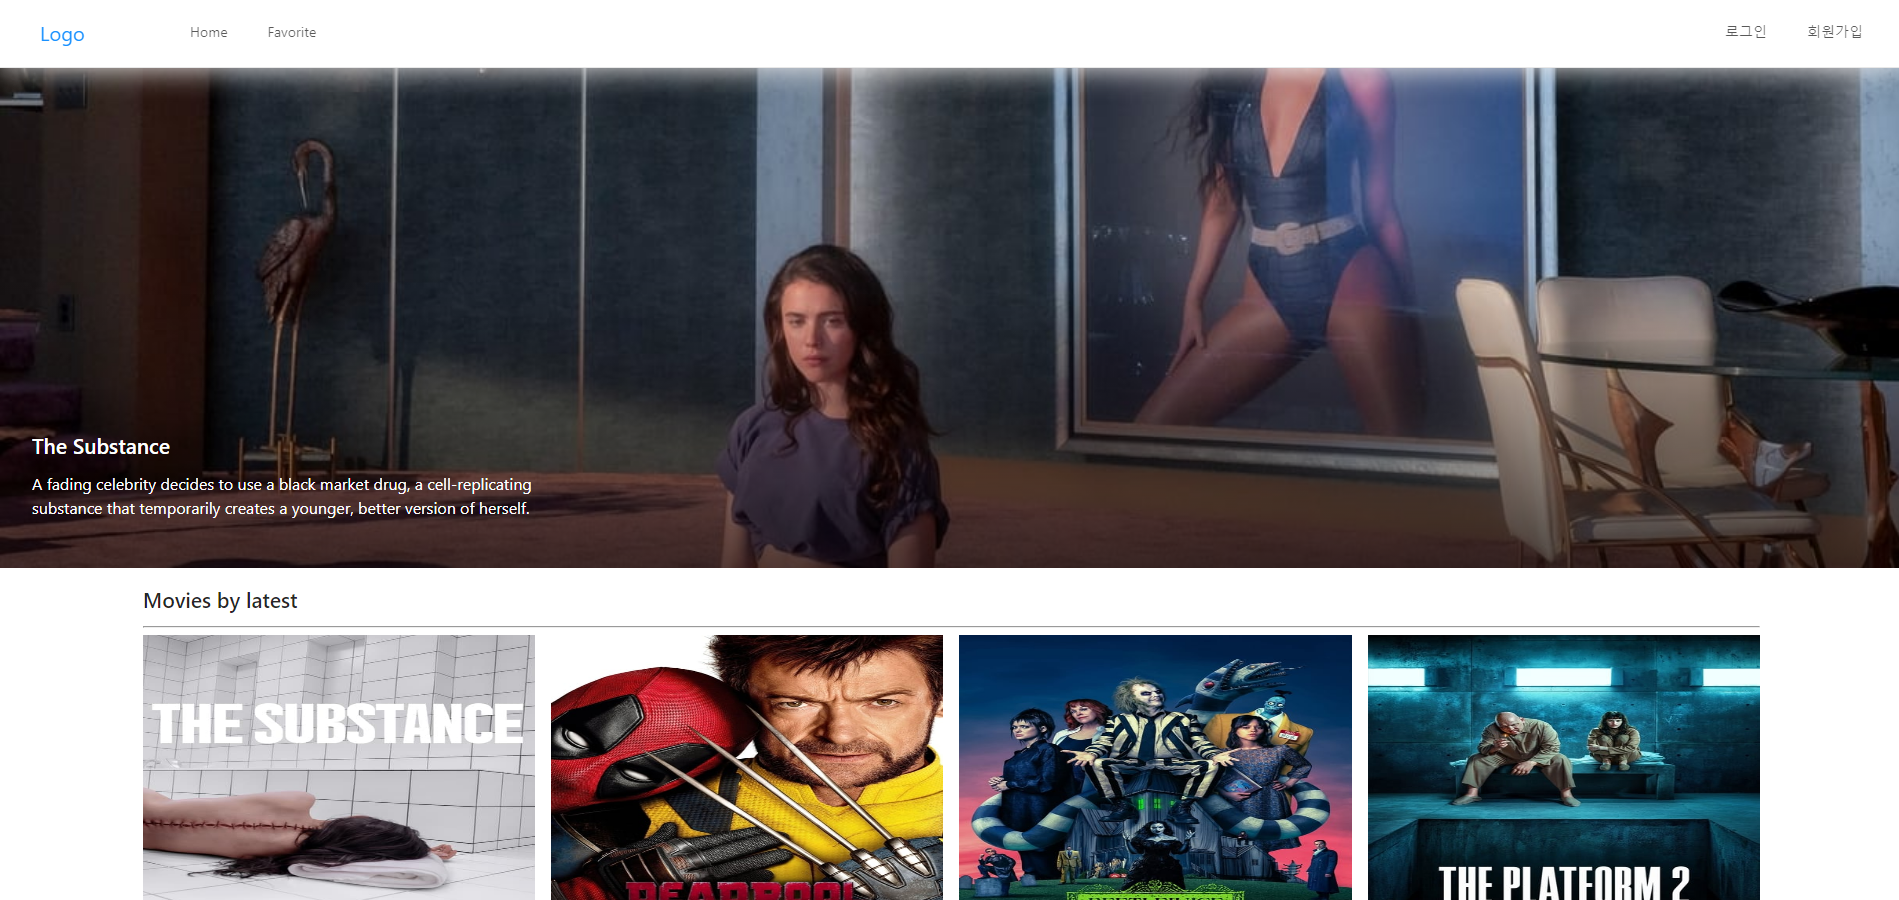 Logo
Home
Favorite
로그인
회원가입
The Substance
A fading celebrity decides to use a black market drug, a cell-replicating
substance that temporarily creates a younger, better version of herself.
Movies by latest
THE SUBSTANCE
DEADPOOL
BEETLEJUICE
THE PLATFORM 2